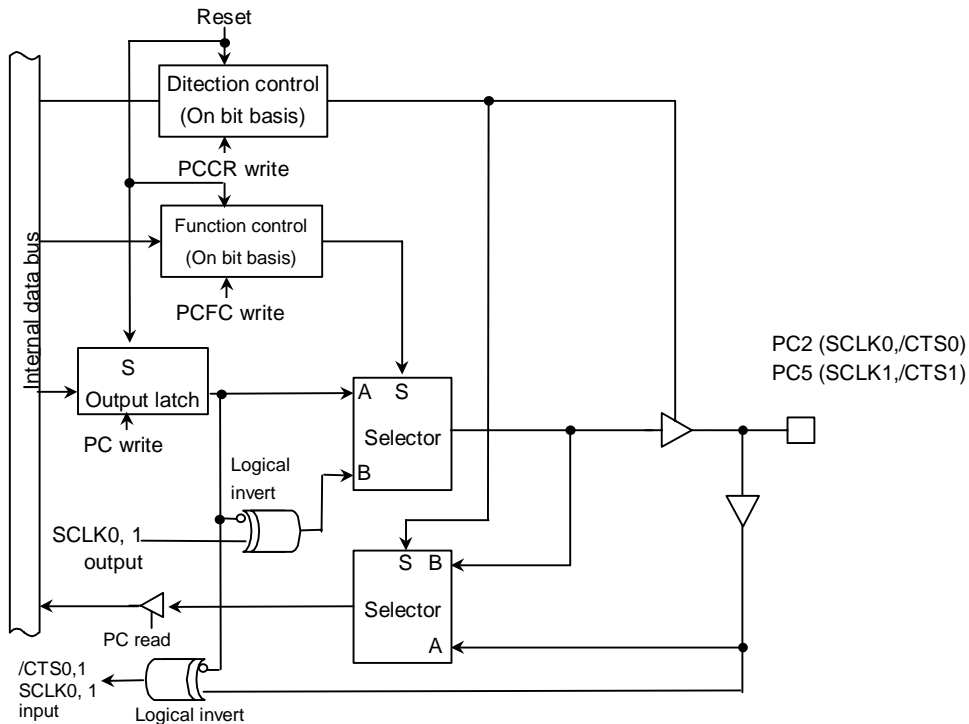 Reset
Ditection control
(On bit basis)
PCCR write
Function control
(On bit basis)
PCFC write
Internal data bus
S
Output latch
PC write
A S
Selector
B
PC2 (SCLK0,/CTS0)
PC5 (SCLK1,/CTS1)
Logical
invert
SCLK0, 1
output
S B
Selector
A
PC read
/CTS0,1
SCLK0, 1
input
Logical invert